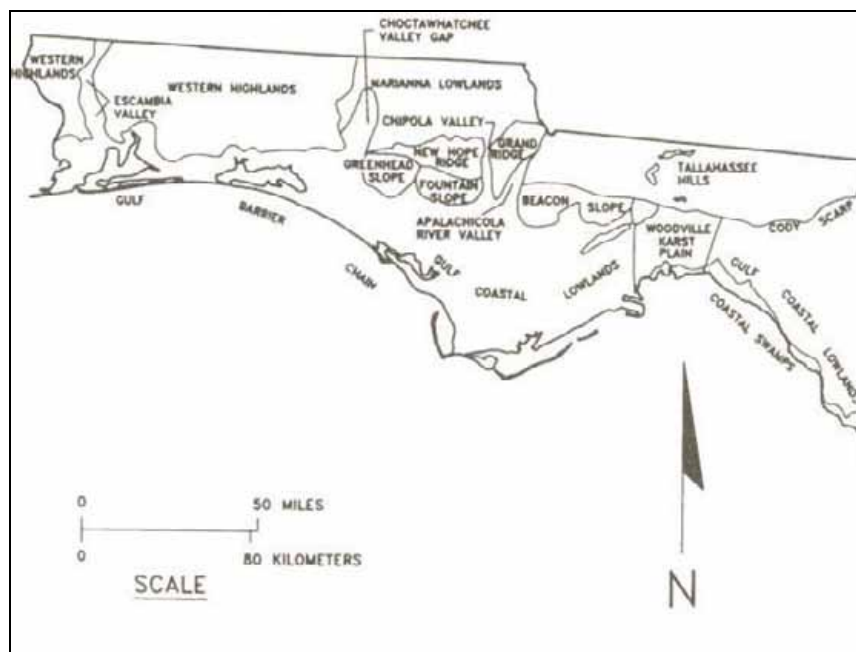 CHOCTAWHATCHEE
VALLEY GAP
WESTERN
HIGHLANDS
WESTERN HIGHLANDS
MARIANNA LOWLANDS
ESCAMBIA
VALLEY
CHIPOLA VALLEY
GRAND
RIDGE
NEW HOPE
RIDGE
GREENHEAD
SLOPE
FOUNTAIN
SLOPE
TALLAHASSEE
HILLS
BEACON SLOPE
APALACHICOLA
RIVER VALLEY
WOODVILLE
KARST
PLAIN
CODY SCARP
GULF BARRIER CHAIN
GULF COASTAL LOWLANDS
GULF COASTAL LOWLANDS
COASTAL SWAMPS
0 50 MILES
0 80 KILOMETERS
SCALE
N